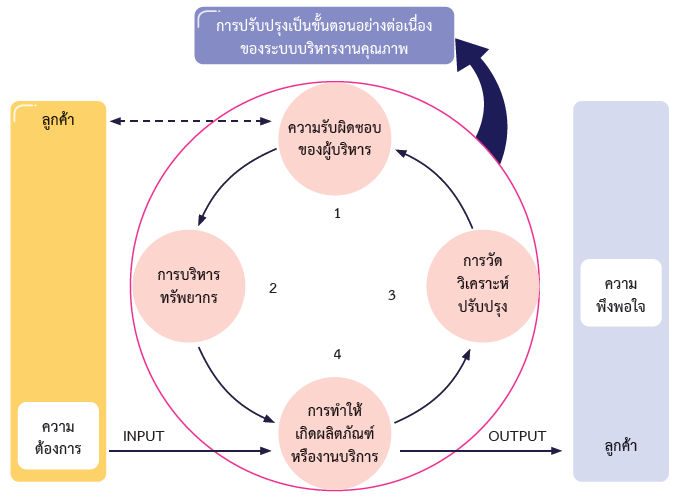 การปรับปรุงเป็นขั้นตอนอย่างต่อเนื่อง
ของระบบบริหารงานคุณภาพ
ลูกค้า
ความรับผิดชอบ
ของผู้บริหาร
1
การบริหาร
ทรัพยากร
2
3
การวัด
วิเคราะห์
ปรับปรุง
ความ
พึงพอใจ
4
ความ
ต้องการ
INPUT
การทำให้
เกิดผลิตภัณฑ์
หรืองานบริการ
OUTPUT
ลูกค้า